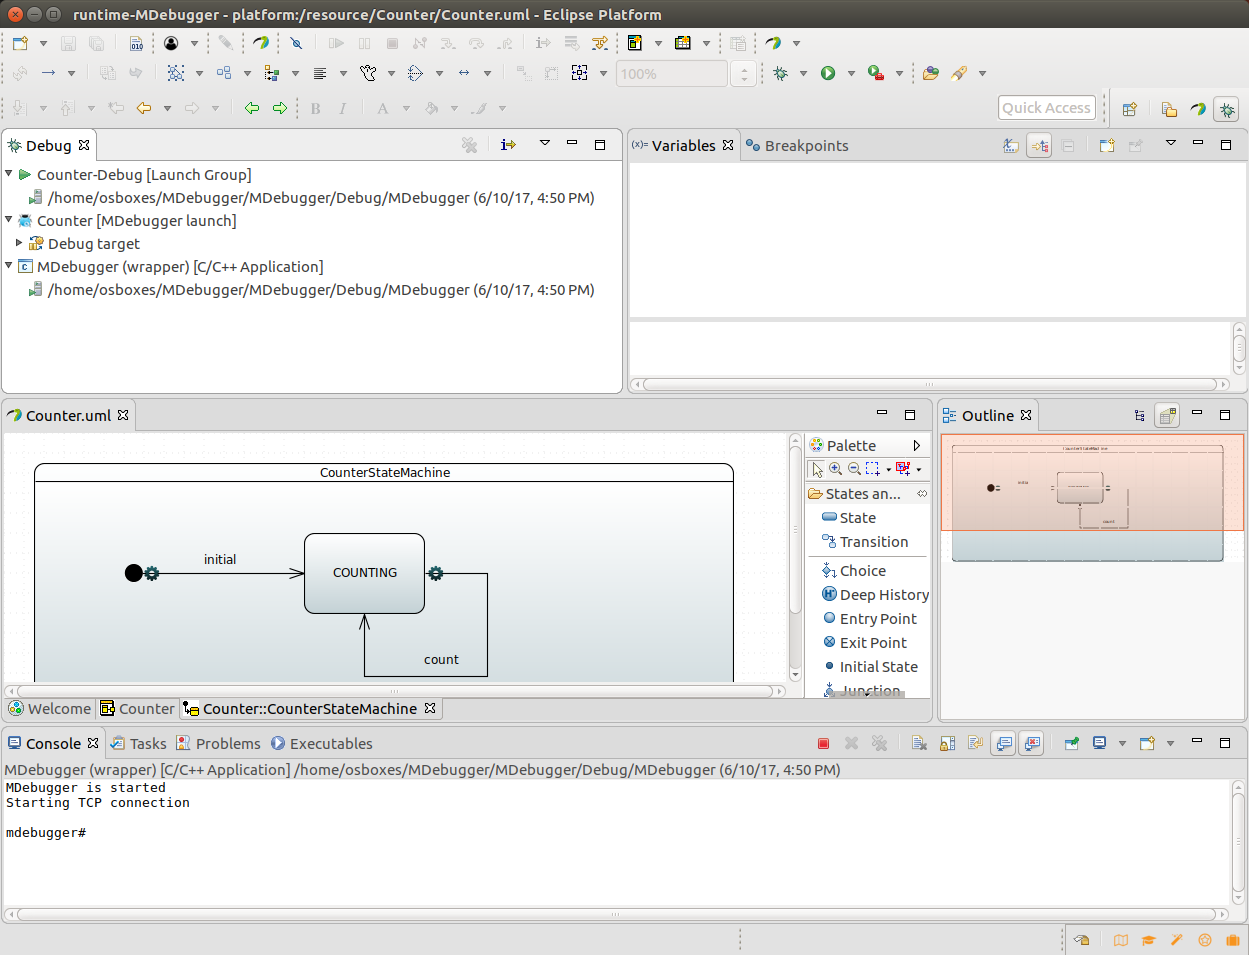 runtime-MDebugger - platform:/resource/Counter/Counter.uml - Eclipse Platform
010
100%
Quick Access
B I A
Debug
Counter-Debug [Launch Group]
/home/osboxes/MDebugger/MDebugger/Debug/MDebugger (6/10/17, 4:50 PM)
Counter [MDebugger launch]
Debug target
MDebugger (wrapper) [C/C++ Application]
/home/osboxes/MDebugger/MDebugger/Debug/MDebugger (6/10/17, 4:50 PM)
(x)= Variables
Breakpoints
Counter.uml
CounterStateMachine
initial
COUNTING
count
Palette
States an...
State
Transition
Choice
Deep History
Entry Point
Exit Point
Initial State
Junction
Outline
CounterStateMachine
initial
count
Welcome
Counter
Counter::CounterStateMachine
Console
Tasks
Problems
Executables
MDebugger (wrapper) [C/C++ Application] /home/osboxes/MDebugger/MDebugger/Debug/MDebugger (6/10/17, 4:50 PM)
MDebugger is started
Starting TCP connection
mdebugger#